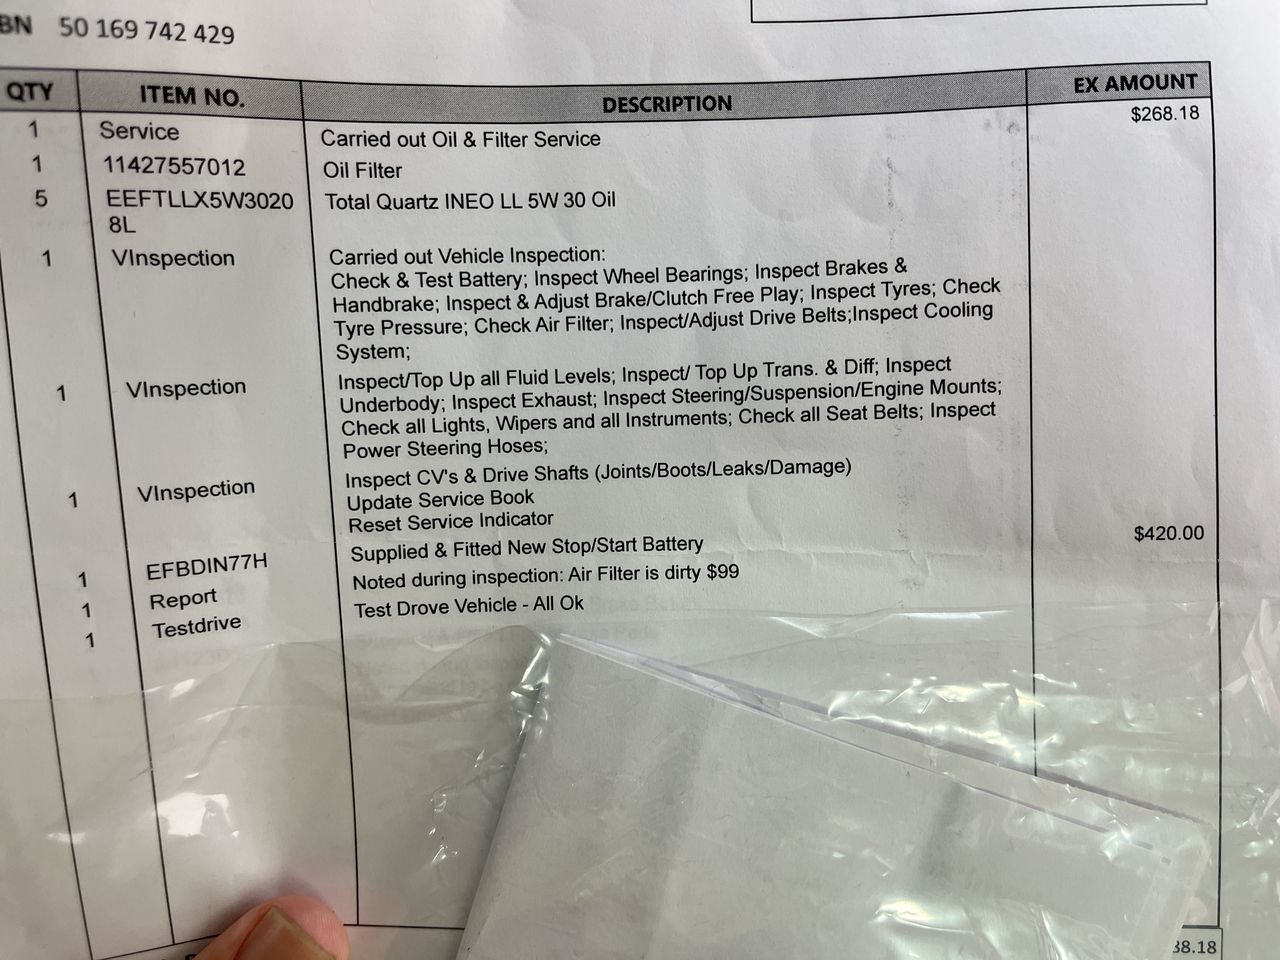 BN 50 169 742 429
QTY ITEM NO. DESCRIPTION EX AMOUNT
1 Service Carried out Oil & Filter Service $268.18
1 11427557012 Oil Filter
5 EEFTLLX5W3020 Total Quartz INEO LL 5W 30 Oil
8L
1 VInspection Carried out Vehicle Inspection:
Check & Test Battery; Inspect Wheel Bearings; Inspect Brakes &
Handbrake; Inspect & Adjust Brake/Clutch Free Play; Inspect Tyres; Check
Tyre Pressure; Check Air Filter; Inspect/Adjust Drive Belts;Inspect Cooling
System;
1 VInspection Inspect/Top Up all Fluid Levels; Inspect/ Top Up Trans. & Diff; Inspect
Underbody; Inspect Exhaust; Inspect Steering/Suspension/Engine Mounts;
Check all Lights, Wipers and all Instruments; Check all Seat Belts; Inspect
Power Steering Hoses;
1 VInspection Inspect CV's & Drive Shafts (Joints/Boots/Leaks/Damage)
Update Service Book
Reset Service Indicator
1 EFBDIN77H Supplied & Fitted New Stop/Start Battery $420.00
1 Report Noted during inspection: Air Filter is dirty $99
1 Testdrive Test Drove Vehicle - All Ok
38.18